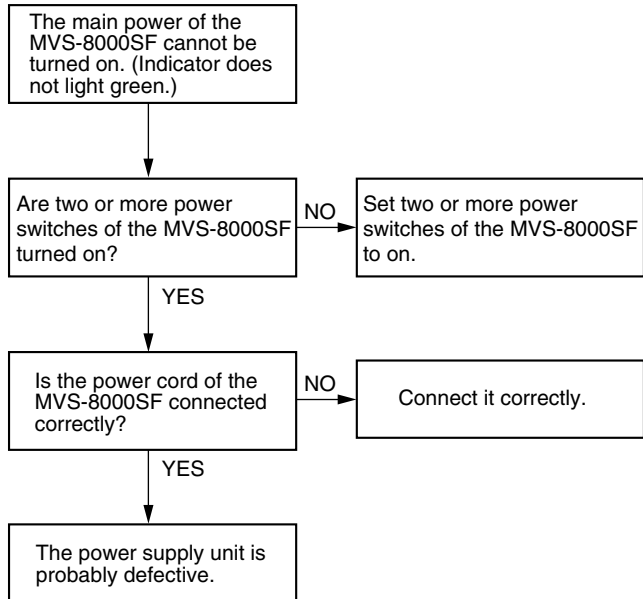 The main power of the
MVS-8000SF cannot be
turned on. (Indicator does
not light green.)
Are two or more power
switches of the MVS-8000SF
turned on?
NO
Set two or more power
switches of the MVS-8000SF
to on.
YES
Is the power cord of the
MVS-8000SF connected
correctly?
NO
Connect it correctly.
YES
The power supply unit is
probably defective.